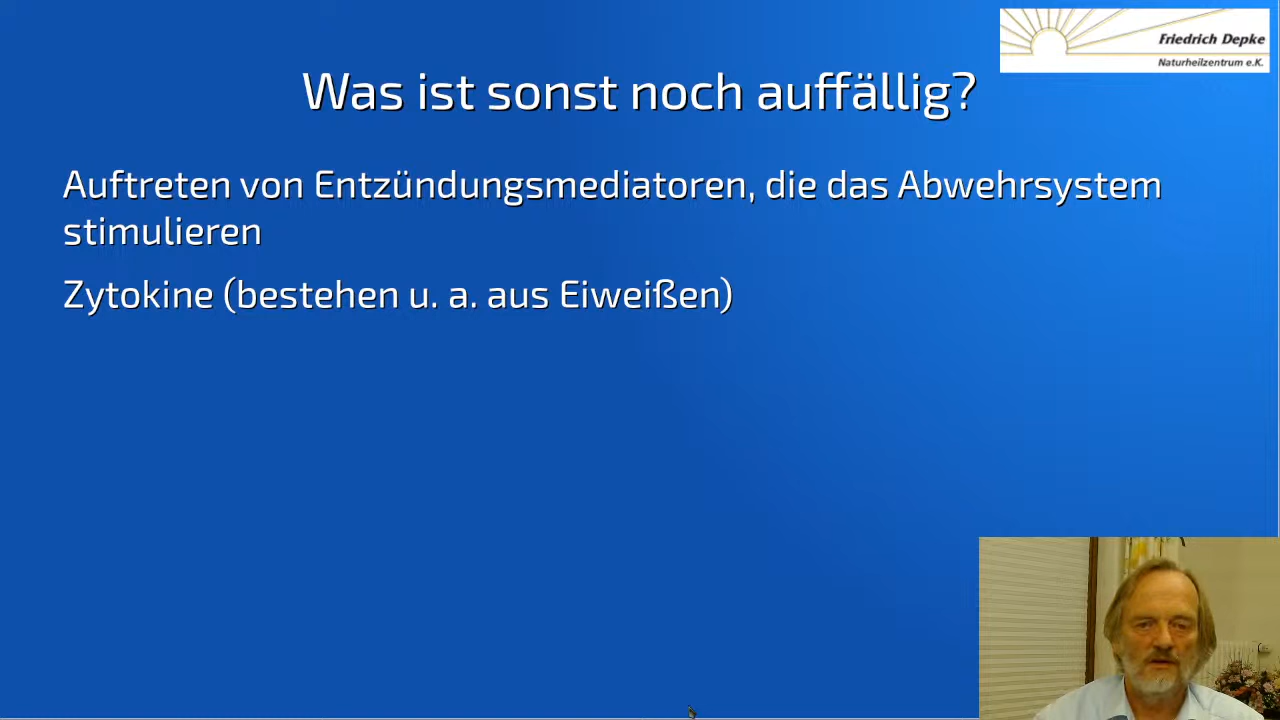 Friedrich Depke
Naturheilzentrum e.K.
Was ist sonst noch auffällig?
Auftreten von Entzündungsmediatoren, die das Abwehrsystem
stimulieren
Zytokine (bestehen u. a. aus Eiweißen)